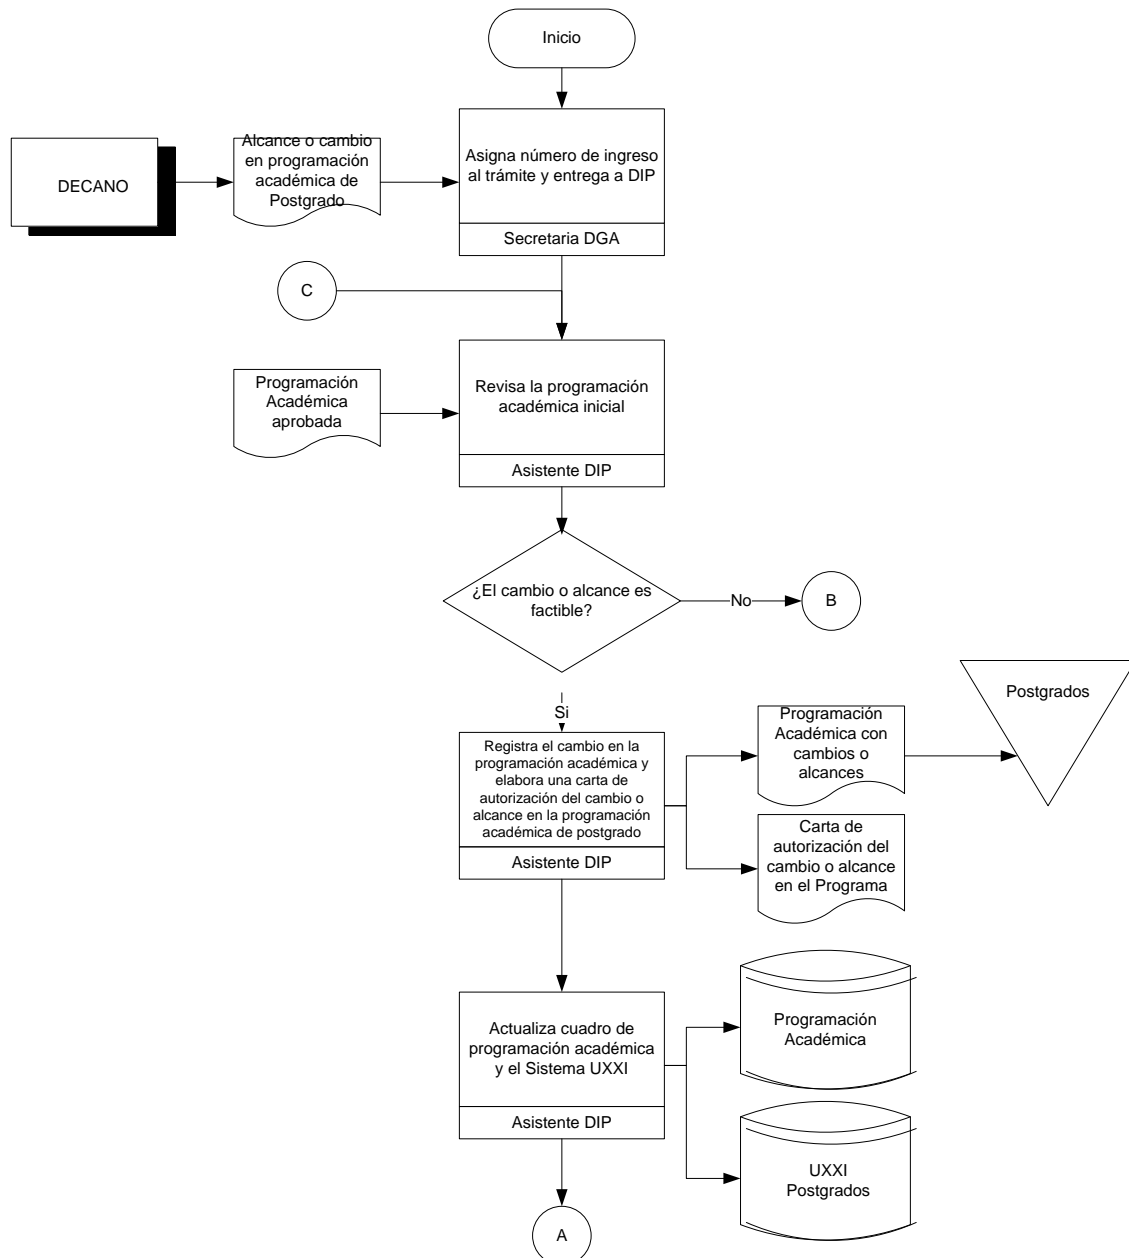 Inicio
DECANO
Alcance o cambio
en programación
académica de
Postgrado
Asigna número de ingreso
al trámite y entrega a DIP
Secretaria DGA
C
Programación
Académica
aprobada
Revisa la programación
académica inicial
Asistente DIP
¿El cambio o alcance es
factible?
No
B
Si
Registra el cambio en la
programación académica y
elabora una carta de
autorización del cambo o
alcance en la programación
académica de postgrado
Asistente DIP
Programación
Académica con
cambios o
alcances
Postgrados
Carta de
autorización del
cambio o alcance
en el Programa
Actualiza cuadro de
programación académica
y el Sistema UXXI
Asistente DIP
Programación
Académica
UXXI
Postgrados
A